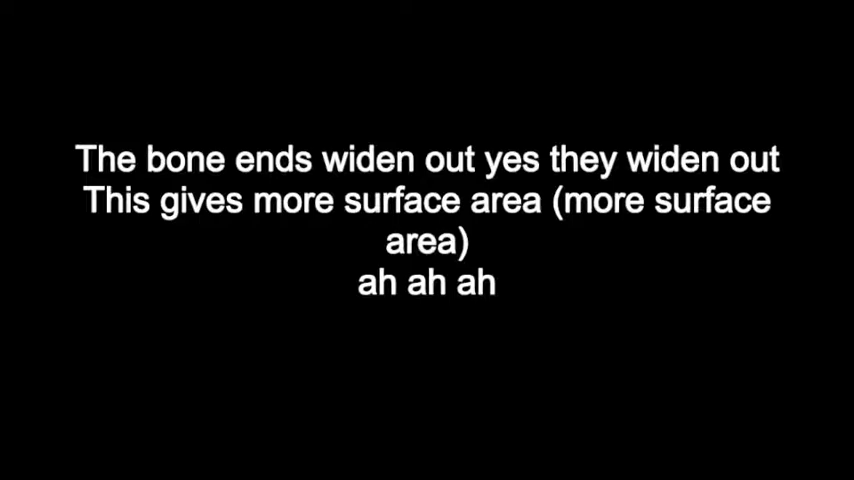 The bone ends widen out yes they widen out
This gives more surface area (more surface
area)
ah ah ah